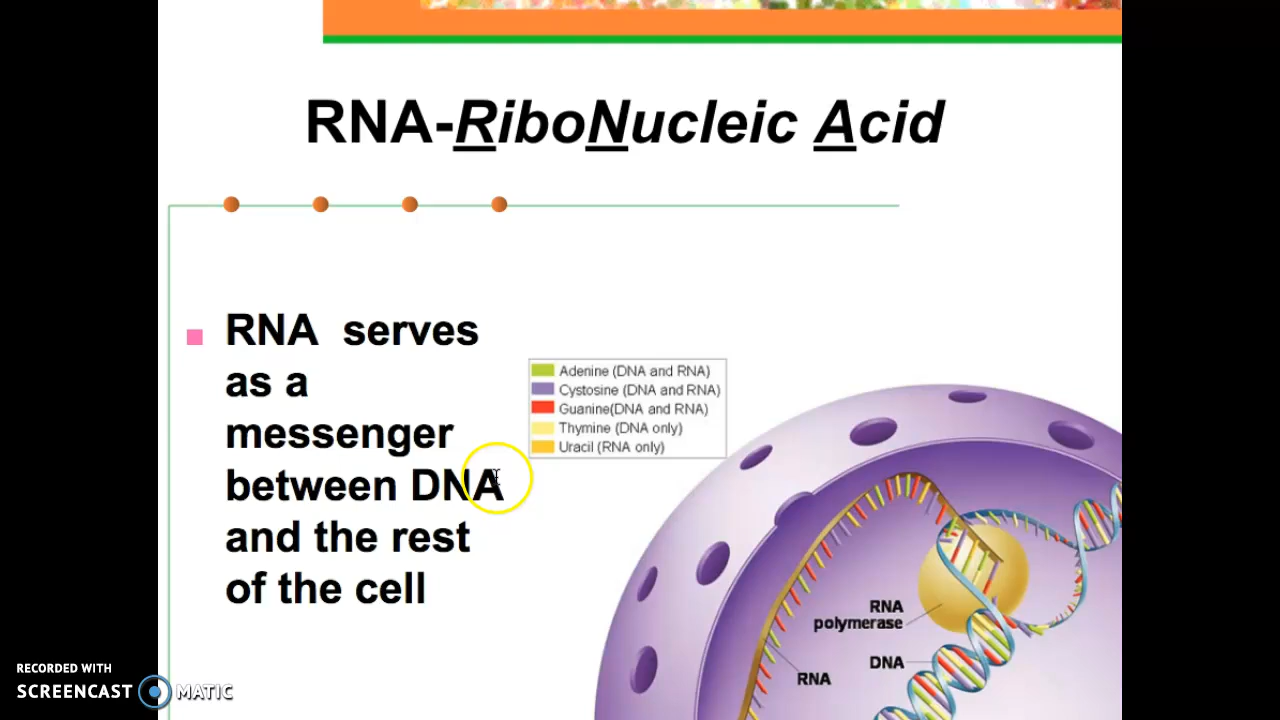 RNA-RiboNucleic Acid
RNA serves
as a
messenger
between DNA
and the rest
of the cell
Adenine (DNA and RNA)
Cystosine (DNA and RNA)
Guanine(DNA and RNA)
Thymine (DNA only)
Uracil (RNA only)
RNA
polymerase
DNA
RNA
RECORDED WITH
SCREENCAST MATIC